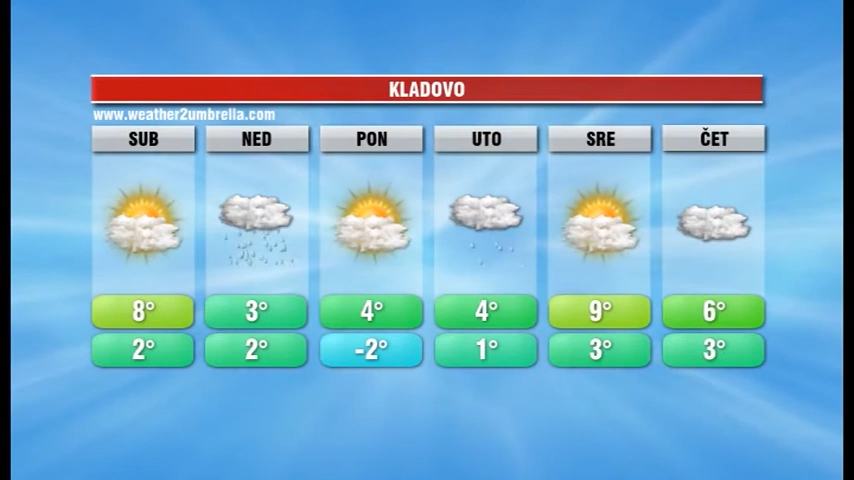 KLADOVO
www.weather2umbrella.com
SUB NED PON UTO SRE ČET
8° 3° 4° 4° 9° 6°
2° 2° -2° 1° 3° 3°